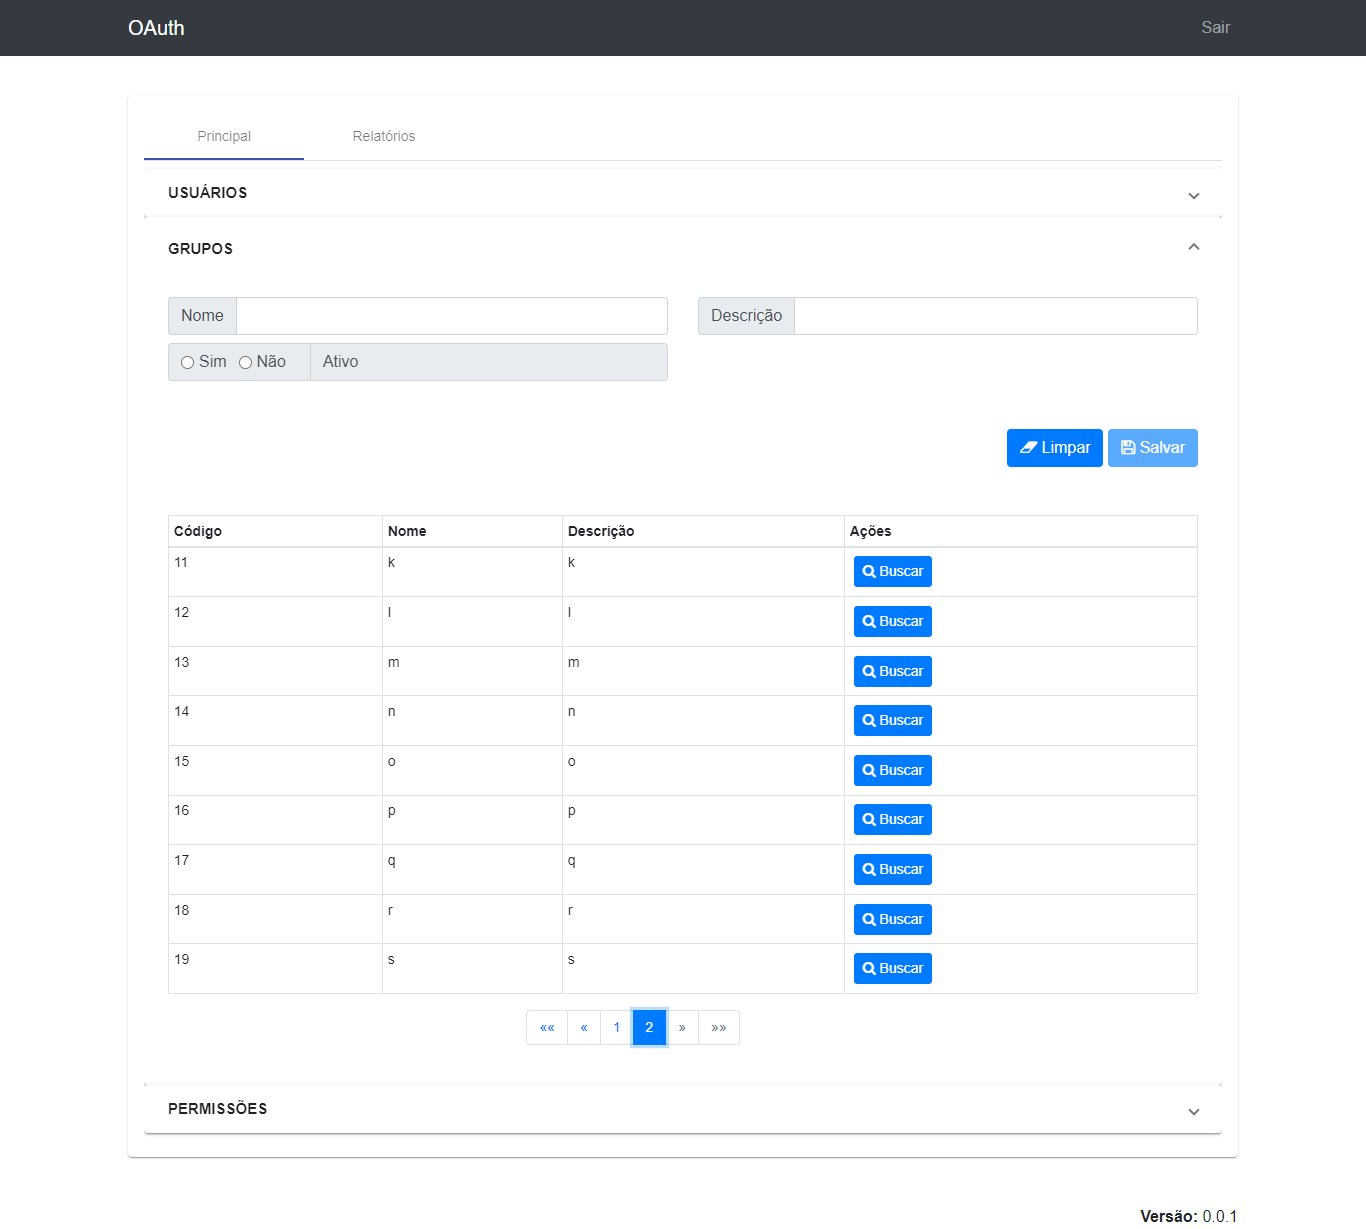 OAuth Sair
Principal Relatórios
USUÁRIOS
GRUPOS
Nome Descrição
Sim Não Ativo
Limpar Salvar
Código Nome Descrição Ações
11 k k Buscar
12 l l Buscar
13 m m Buscar
14 n n Buscar
15 o o Buscar
16 p p Buscar
17 q q Buscar
18 r r Buscar
19 s s Buscar
«« « 1 2 » »»
PERMISSÕES
Versão: 0.0.1